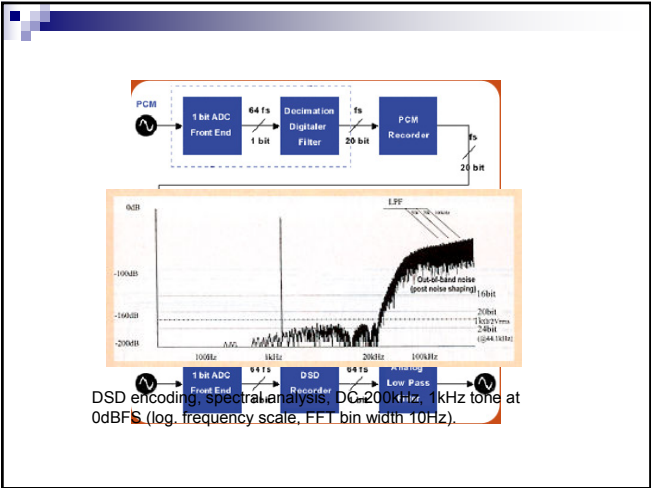 PCM
1 bit ADC
Front End
64 fs
1 bit
Decimation
Digitaler
Filter
fs
20 bit
PCM
Recorder
fs
20 bit
0dB
-100dB
-160dB
-200dB
LPF
100kHz
Out-of-band noise
(post noise shaping)
16bit
20bit
1kΩ/2Vrms
24bit
(@44.1kHz)
100Hz
1kHz
20kHz
100kHz
1 bit ADC
Front End
64 fs
DSD
Recorder
64 fs
Analog
Low Pass
DSD encoding, spectral analysis, DC-200kHz, 1kHz tone at
0dBFS (log. frequency scale, FFT bin width 10Hz).